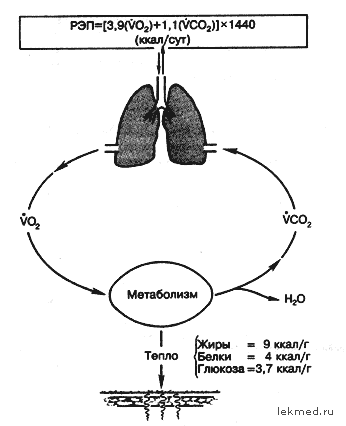 РЭП=[3,9(V̇O₂)+1,1(V̇CO₂)]×1440
(ккал/сут)
V̇O₂
V̇CO₂
Метаболизм
H₂O
Тепло
Жиры = 9 ккал/г
Белки = 4 ккал/г
Глюкоза =3,7 ккал/г
lekmed.ru